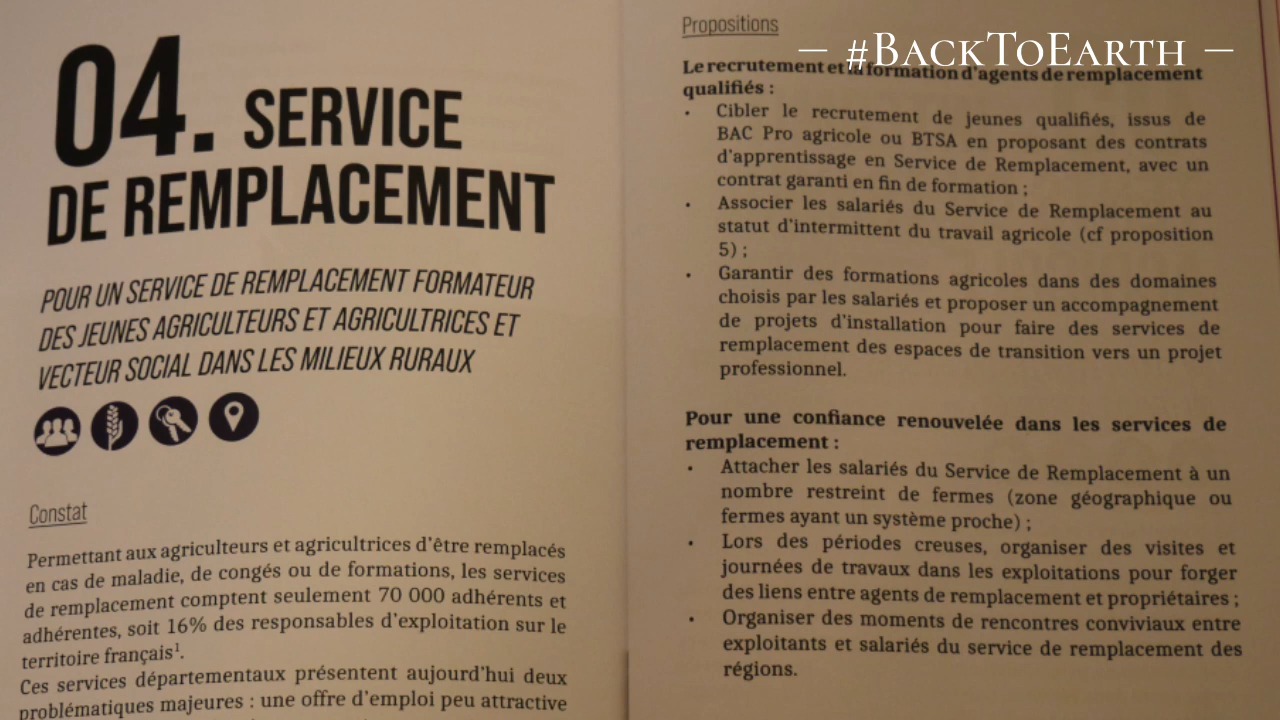 04. SERVICE
DE REMPLACEMENT
POUR UN SERVICE DE REMPLACEMENT FORMATEUR
DES JEUNES AGRICULTEURS ET AGRICULTRICES ET
VECTEUR SOCIAL DANS LES MILIEUX RURAUX
Constat
Permettant aux agriculteurs et agricultrices d'être remplacés
en cas de maladie, de congés ou de formations, les services
de remplacement comptent seulement 70 000 adhérents et
adhérentes, soit 16% des responsables d'exploitation sur le
territoire français¹.
Ces services départementaux présentent aujourd'hui deux
problématiques majeures : une offre d'emploi peu attractive
Propositions
— #BACKTOEARTH —
Le recrutement et la formation d'agents de remplacement
qualifiés :
• Cibler le recrutement de jeunes qualifiés, issus de
BAC Pro agricole ou BTSA en proposant des contrats
d'apprentissage en Service de Remplacement, avec un
contrat garanti en fin de formation ;
• Associer les salariés du Service de Remplacement au
statut d'intermittent du travail agricole (cf proposition
5) ;
• Garantir des formations agricoles dans des domaines
choisis par les salariés et proposer un accompagnement
de projets d'installation pour faire des services de
remplacement des espaces de transition vers un projet
professionnel.
Pour une confiance renouvelée dans les services de
remplacement :
• Attacher les salariés du Service de Remplacement à un
nombre restreint de fermes (zone géographique ou
fermes ayant un système proche) ;
• Lors des périodes creuses, organiser des visites et
journées de travaux dans les exploitations pour forger
des liens entre agents de remplacement et propriétaires ;
• Organiser des moments de rencontres conviviaux entre
exploitants et salariés du service de remplacement des
régions.